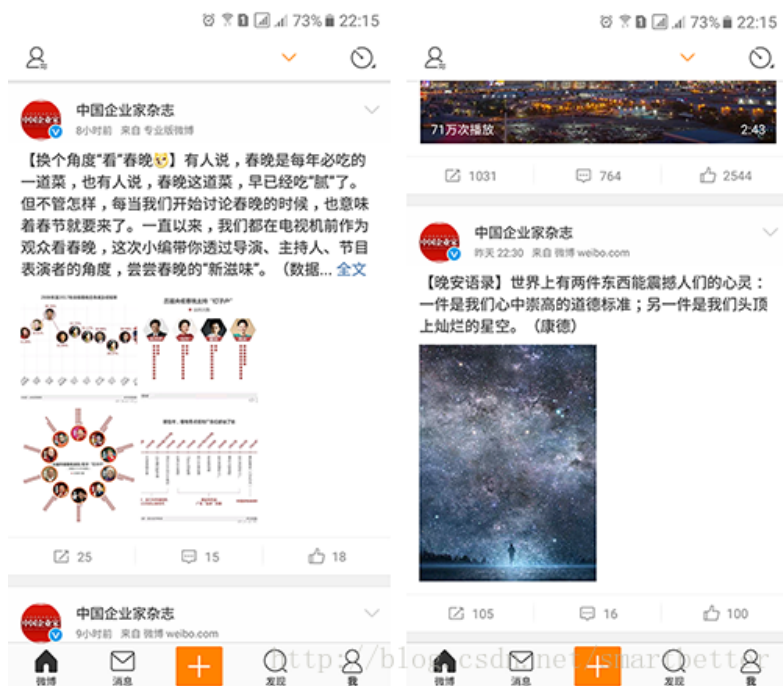 73% 22:15
中国企业家杂志
8小时前 来自 专业版微博
【换个角度"看"春晚】有人说，春晚是每年必吃的
一道菜，也有人说，春晚这道菜，早已经吃"腻"了。
但不管怎样，每当我们开始讨论春晚的时候，也意味
着春节就要来了。一直以来，我们都在电视机前作为
观众看春晚，这次小编带你透过导演、主持人、节目
表演者的角度，尝尝春晚的"新滋味"。（数据... 全文
25 15 18
中国企业家杂志
9小时前 来自 微博 weibo.com
微博 消息 发现 我
73% 22:15
71万次播放 2:43
1031 764 2544
中国企业家
中国企业家杂志
昨天 22:30 来自 微博 weibo.com
【晚安语录】世界上有两件东西能震撼人们的心灵：
一件是我们心中崇高的道德标准；另一件是我们头顶
上灿烂的星空。（康德）
105 16 100
微博 消息 发现 我
http://blog.csdn.net/smartbetter